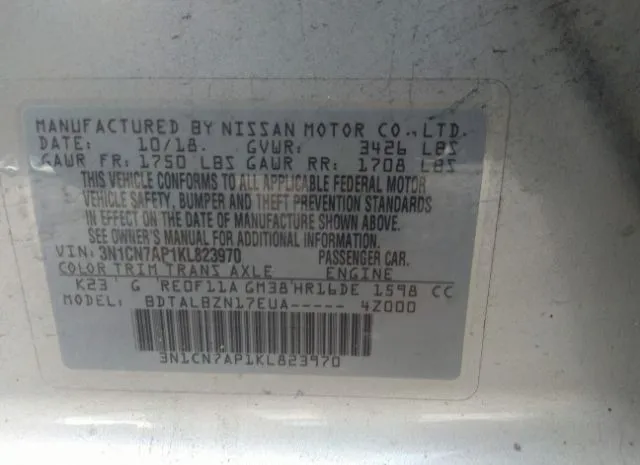 MANUFACTURED BY NISSAN MOTOR CO.,LTD.
DATE: 10/18. GVWR: 3426 LBS
GAWR FR: 1750 LBS GAWR RR: 1708 LBS
THIS VEHICLE CONFORMS TO ALL APPLICABLE FEDERAL MOTOR
VEHICLE SAFETY, BUMPER AND THEFT PREVENTION STANDARDS
IN EFFECT ON THE DATE OF MANUFACTURE SHOWN ABOVE.
SEE OWNER'S MANUAL FOR ADDITIONAL INFORMATION.
VIN: 3N1CN7AP1KL823970 PASSENGER CAR.
COLOR TRIM TRANS AXLE ENGINE
K23 G RE0F11A GM38 HR16DE 1598 CC
MODEL: BDTALBZN17EUA----- 4Z000
3N1CN7AP1KL823970